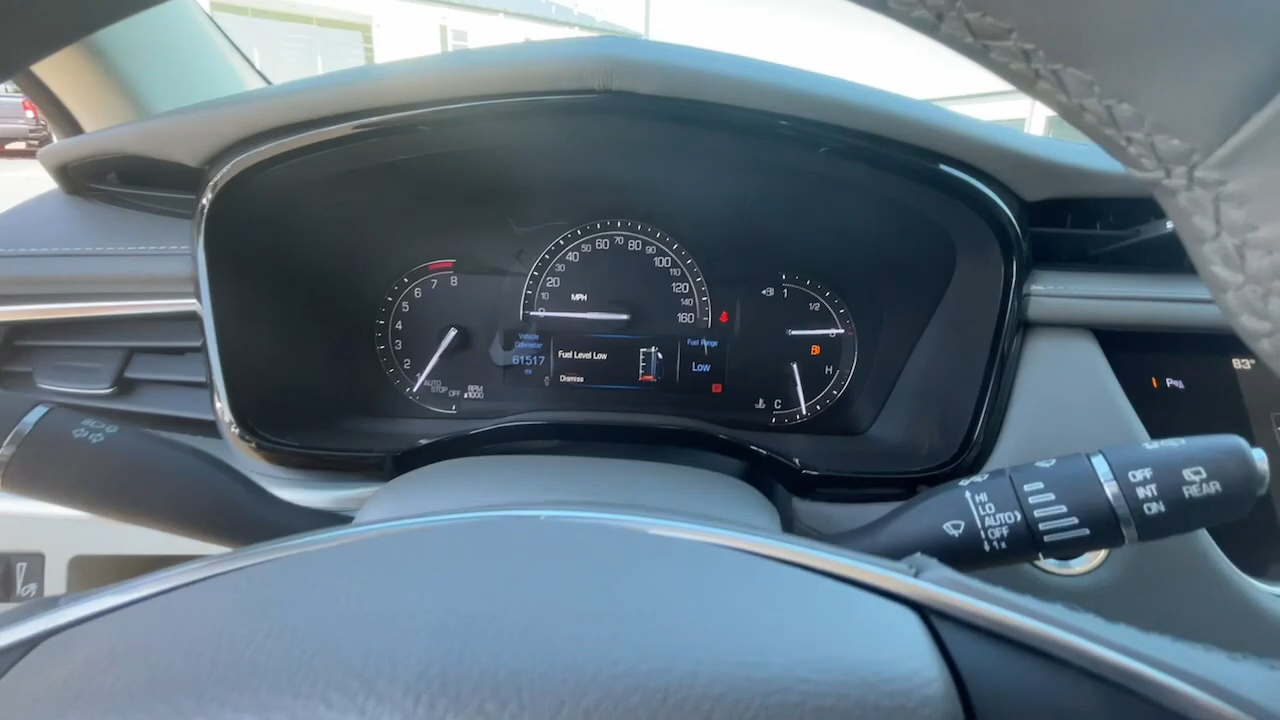 10
20
30
40
50
60
70
80
100
110
120
140
160
MPH
1
2
3
4
5
6
7
8
AUTO
STOP
OFF
RPM
x1000
Vehicle
Odometer
61517
mi
Fuel Level Low
Dismiss
Fuel Range
Low
1
1/2
H
C
83°
HI
LO
AUTO
OFF
1x
OFF
INT
ON
REAR